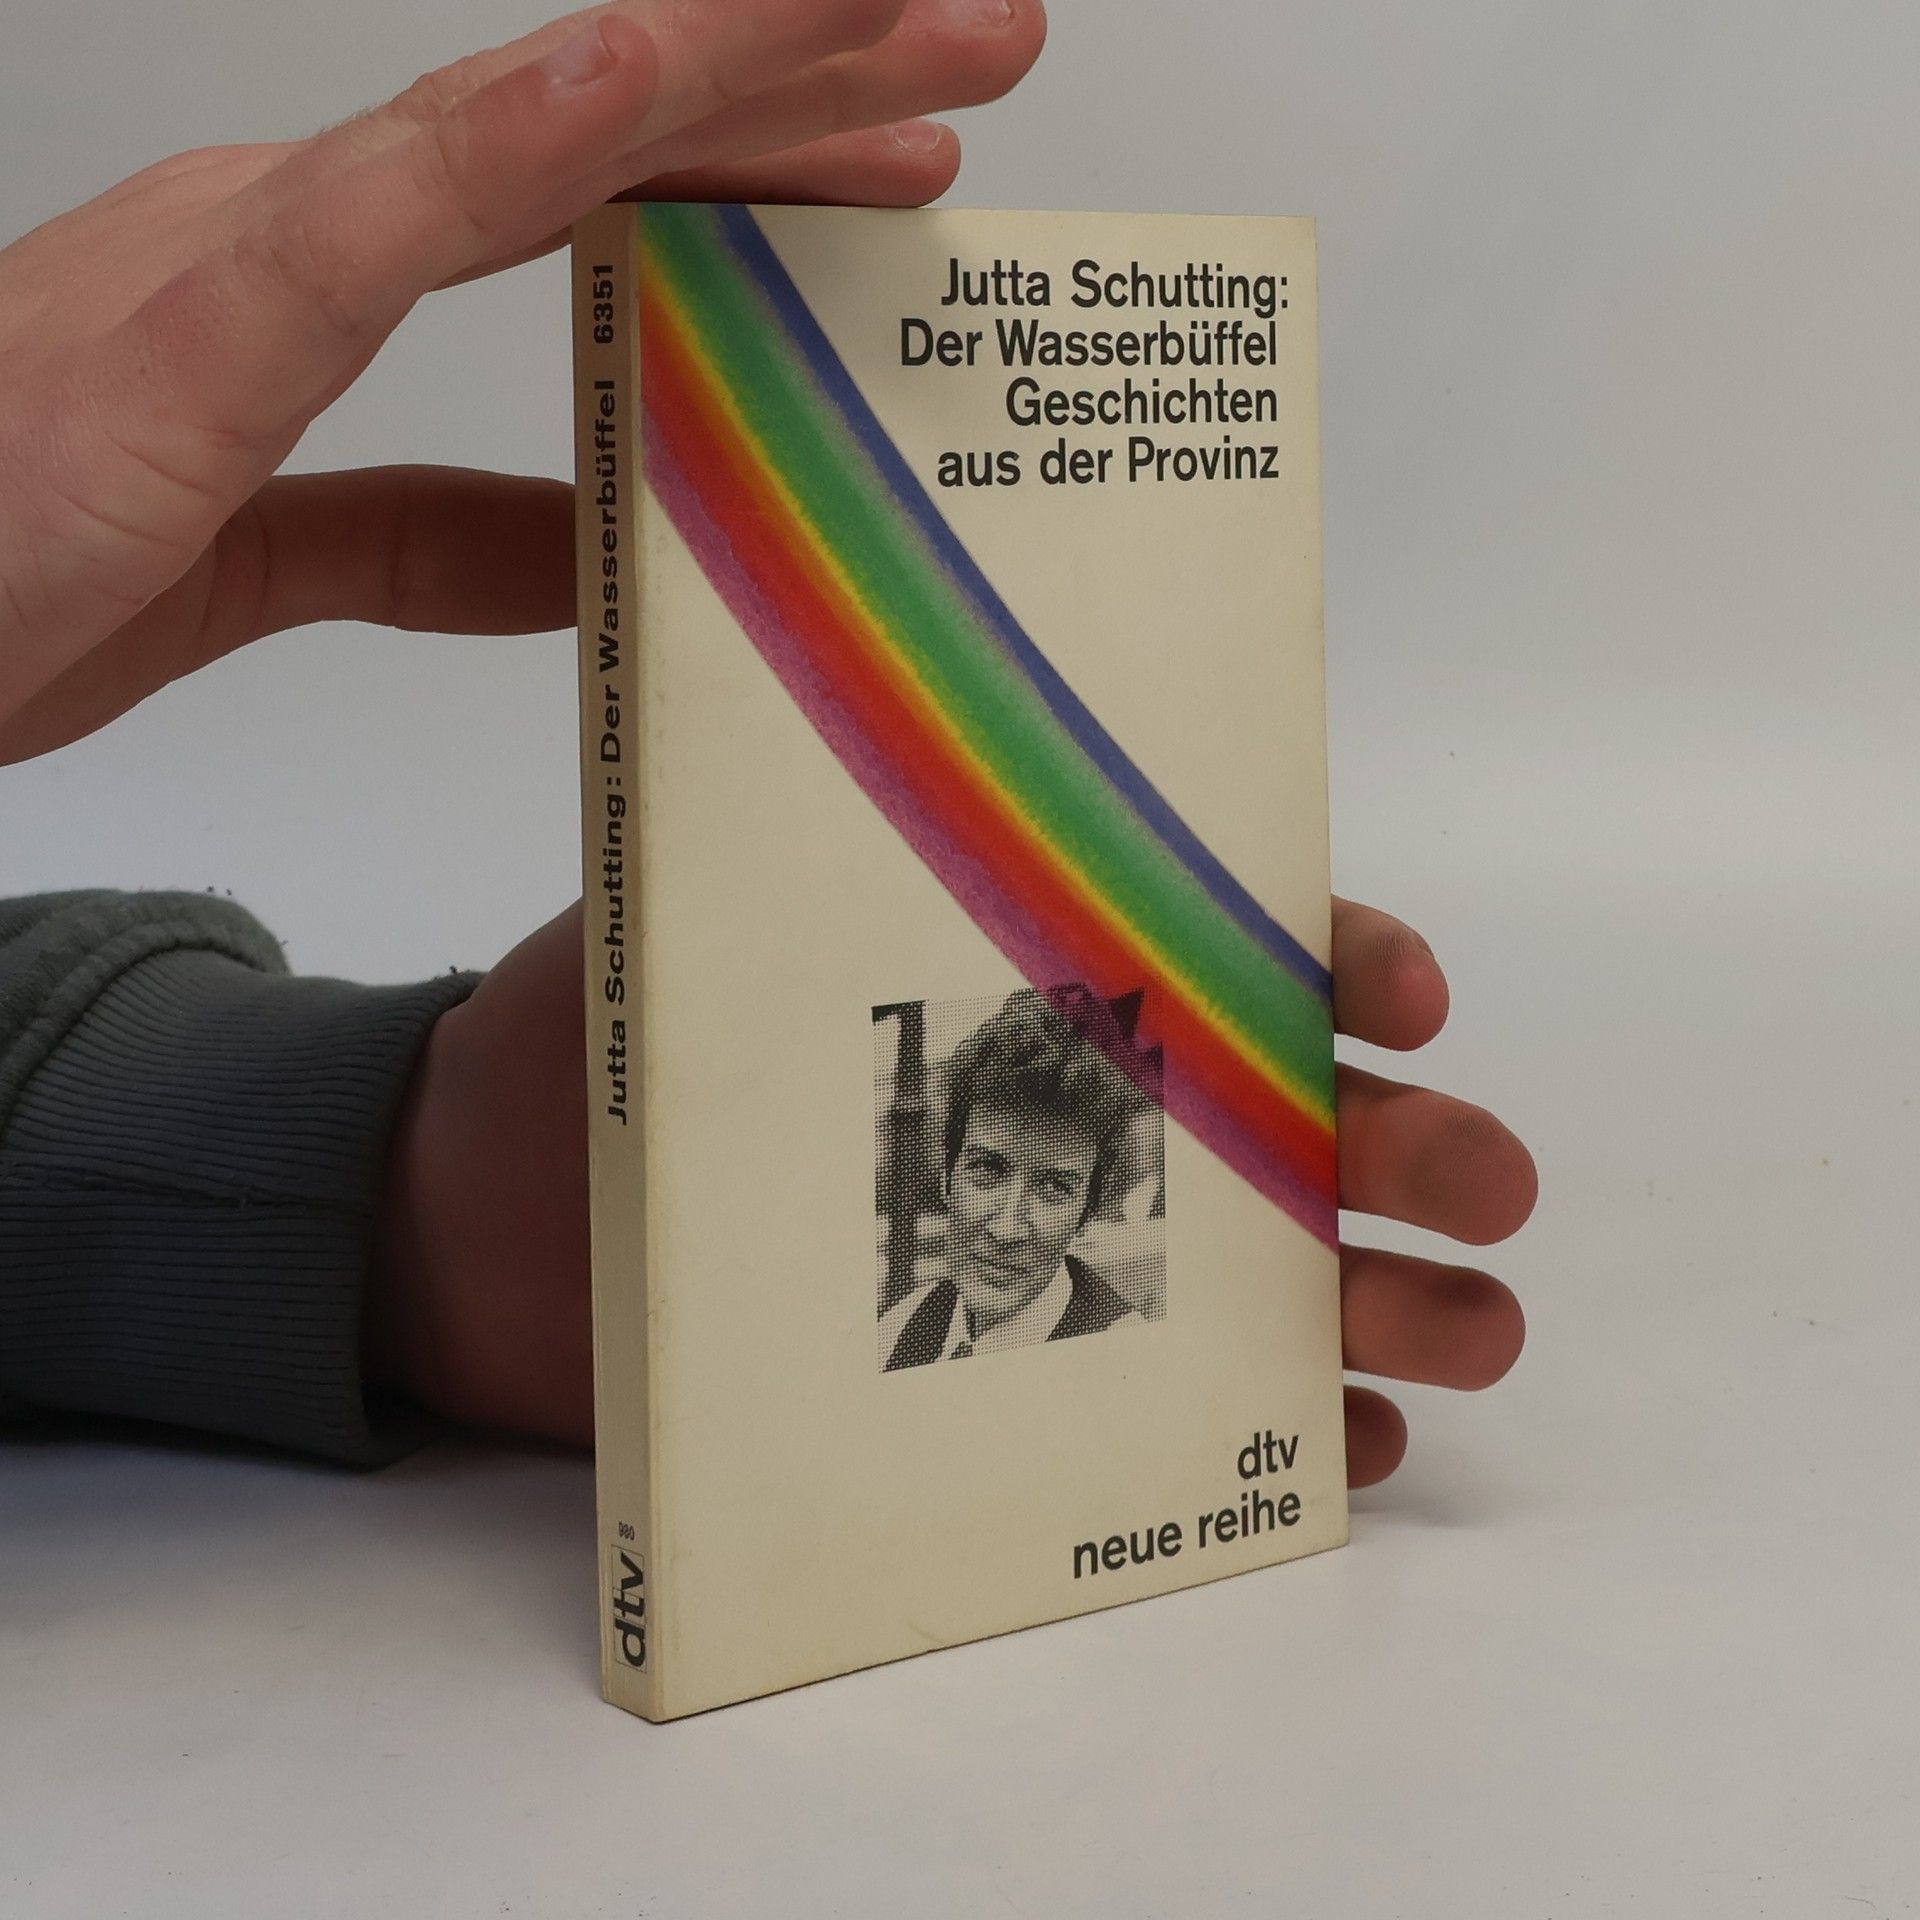 Jutta Schutting:
Der Wasserbüffel
Geschichten
aus der Provinz
dtv
neue reihe
Jutta Schutting: Der Wasserbüffel 6351
dtv